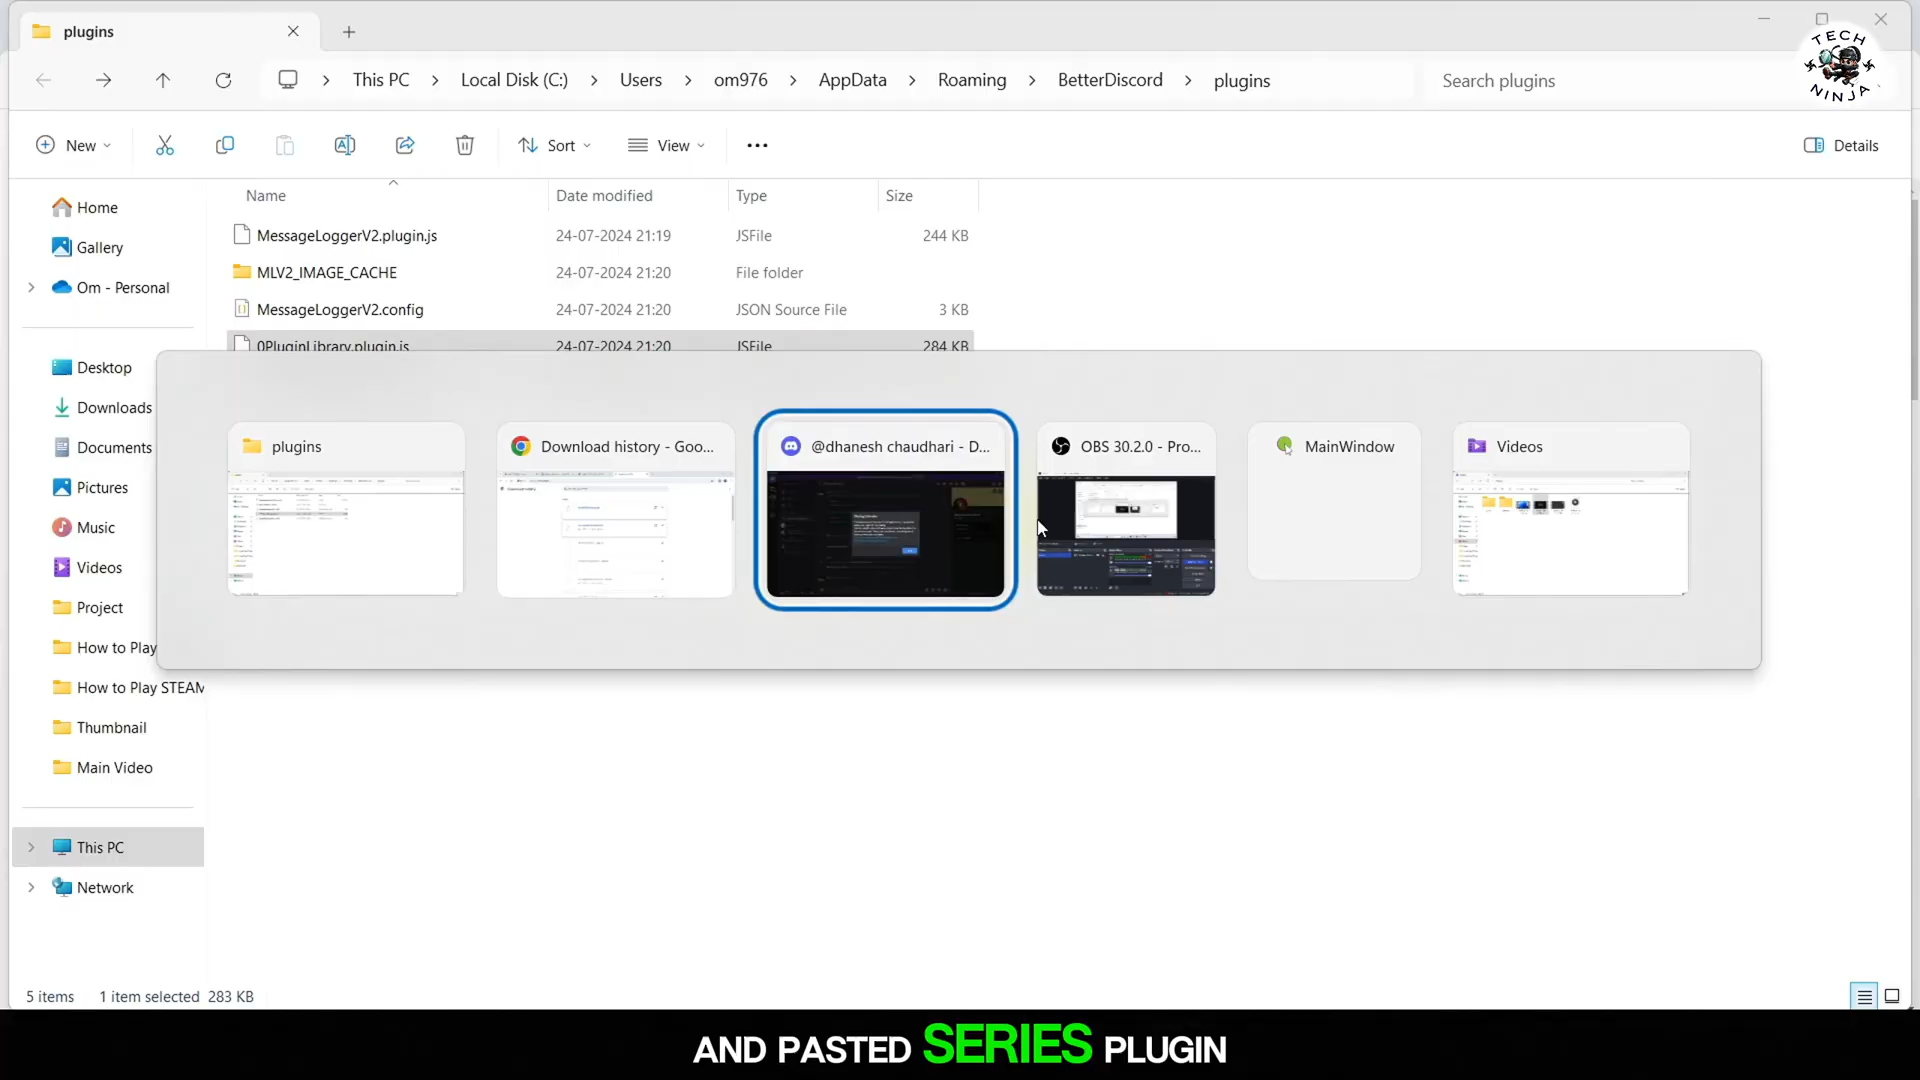 plugins
TECH
NINJA
This PC
Local Disk (C:)
Users
om976
AppData
Roaming
BetterDiscord
plugins
Search plugins
New
Sort
View
Details
Name
Date modified
Type
Size
Home
Gallery
Om - Personal
Desktop
Downloads
Documents
Pictures
Music
Videos
Project
How to Play
How to Play STEAM
Thumbnail
Main Video
This PC
Network
MessageLoggerV2.plugin.js 24-07-2024 21:19 JSFile 244 KB
MLV2_IMAGE_CACHE 24-07-2024 21:20 File folder
MessageLoggerV2.config 24-07-2024 21:20 JSON Source File 3 KB
0PluginLibrary.plugin.js 24-07-2024 21:20 JSFile 284 KB
plugins
Download history - Goo...
@dhanesh chaudhari - D...
OBS 30.2.0 - Pro...
MainWindow
Videos
5 items 1 item selected 283 KB
AND PASTED SERIES PLUGIN